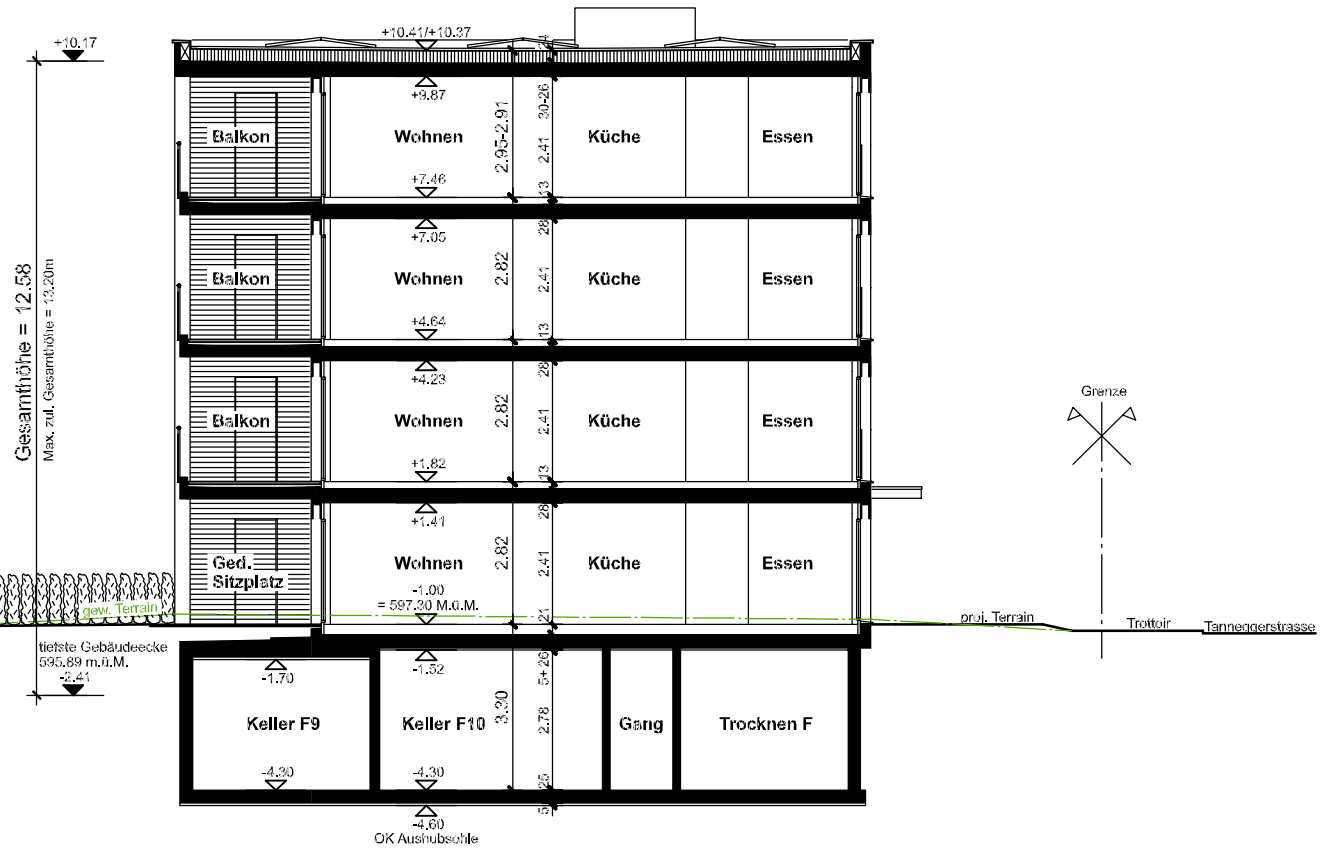 +10.17
+10.41/+10.37
24
+9.87
30-26
Balkon
Wohnen
2.95-2.91
2.41
Küche
Essen
+7.46
13
+7.05
28
Gesamthöhe = 12.58
Max. zul. Gesamthöhe = 13.20m
Balkon
Wohnen
2.82
2.41
Küche
Essen
+4.64
13
+4.23
28
Balkon
Wohnen
2.82
2.41
Küche
Essen
Grenze
+1.82
13
+1.41
28
Ged.
Sitzplatz
Wohnen
2.82
2.41
Küche
Essen
-1.00
= 597.30 M.ü.M.
21
gew. Terrain
proj. Terrain
Trottoir
Tanneggerstrasse
tiefste Gebäudeecke
595.89 m.ü.M.
-2.41
-1.70
-1.52
5+26
Keller F9
Keller F10
3.30
2.78
Gang
Trocknen F
-4.30
-4.30
5+25
-4.60
OK Aushubsohle